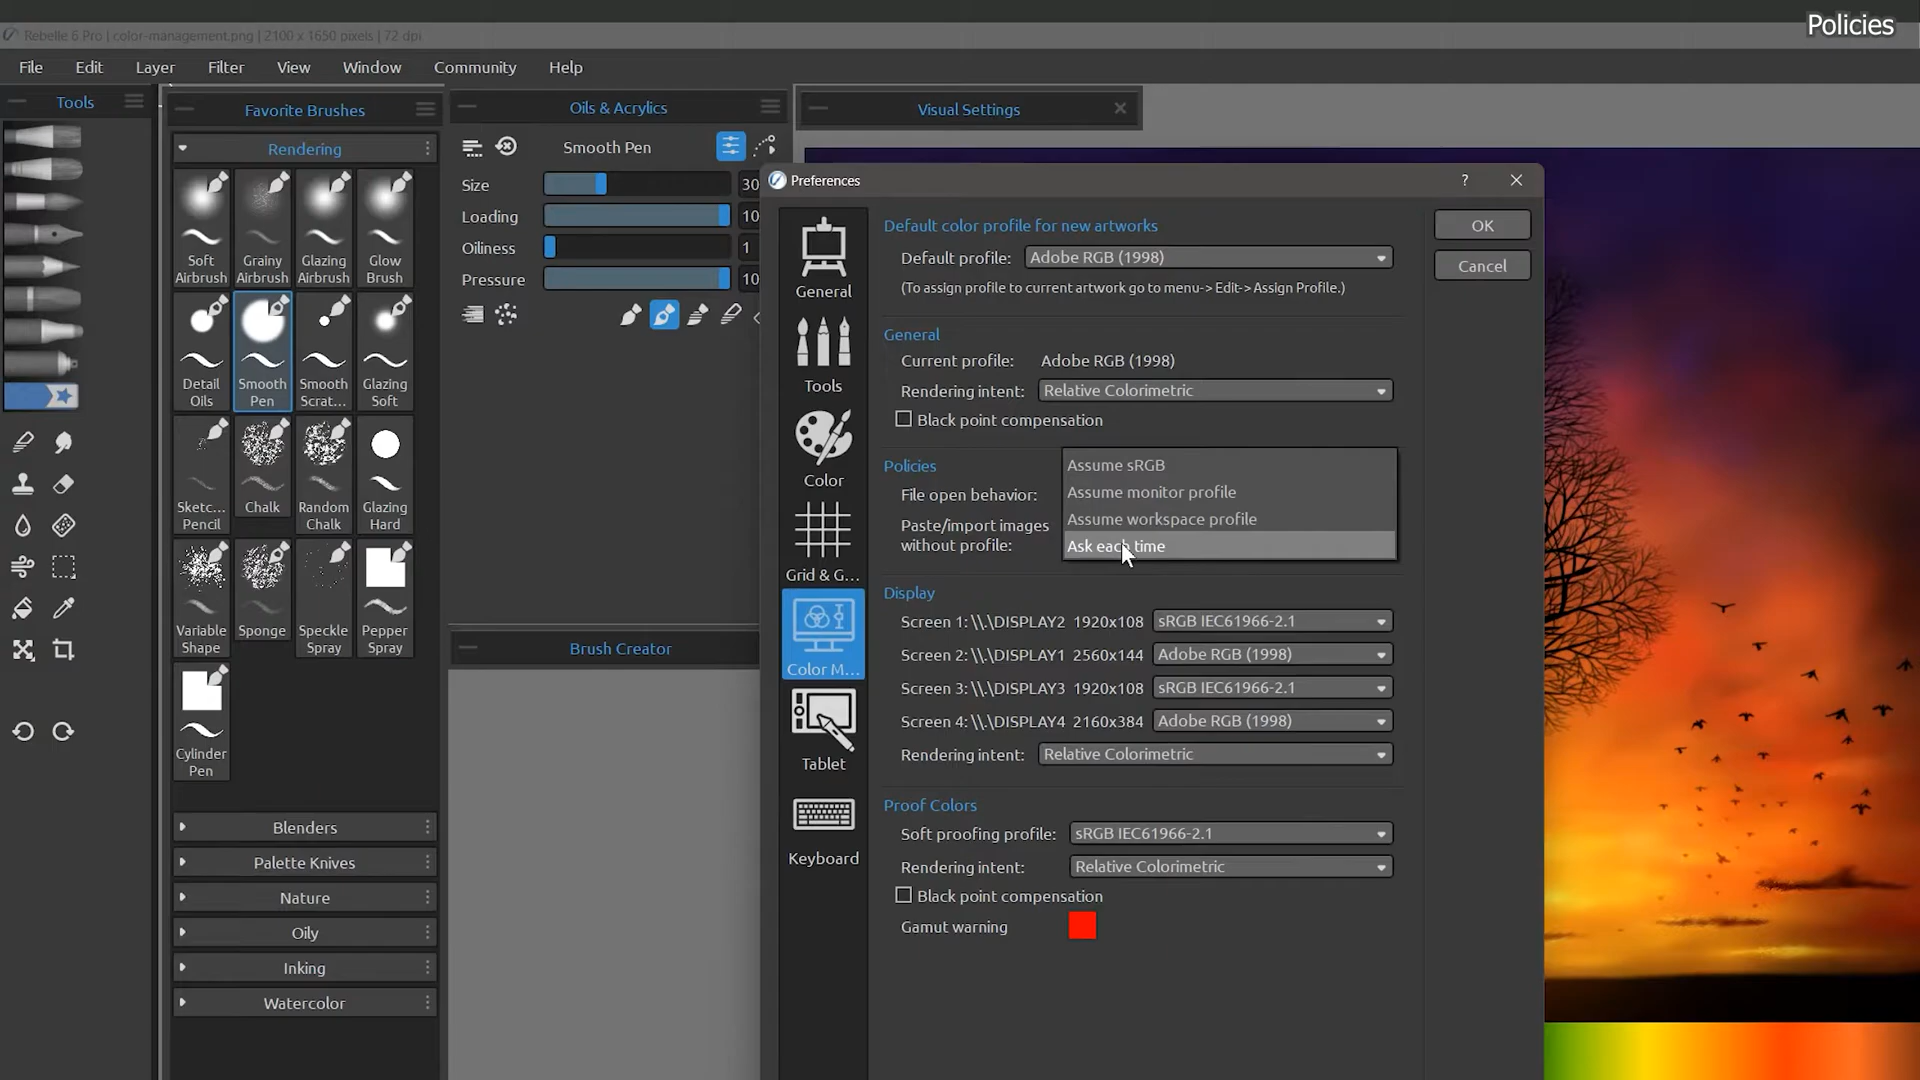 Policies
Rebelle 6 Pro | color-management.png | 2100 x 1650 pixels | 72 dpi
File Edit Layer Filter View Window Community Help
Tools
Favorite Brushes
Rendering
Soft Airbrush
Grainy Airbrush
Glazing Airbrush
Glow Brush
Detail Oils
Smooth Pen
Smooth Scrat...
Glazing Soft
Sketc... Pencil
Chalk
Random Chalk
Glazing Hard
Variable Shape
Sponge
Speckle Spray
Pepper Spray
Cylinder Pen
Blenders
Palette Knives
Nature
Oily
Inking
Watercolor
Oils & Acrylics
Smooth Pen
Size 30
Loading 10
Oiliness 1
Pressure 10
Brush Creator
Visual Settings
Preferences
?
General
Tools
Color
Grid & G...
Color M...
Tablet
Keyboard
Default color profile for new artworks
Default profile: Adobe RGB (1998)
(To assign profile to current artwork go to menu-> Edit-> Assign Profile.)
General
Current profile: Adobe RGB (1998)
Rendering intent: Relative Colorimetric
Black point compensation
Policies
File open behavior:
Paste/import images
without profile:
Assume sRGB
Assume monitor profile
Assume workspace profile
Ask each time
Display
Screen 1: \\.\DISPLAY2 1920x108 sRGB IEC61966-2.1
Screen 2: \\.\DISPLAY1 2560x144 Adobe RGB (1998)
Screen 3: \\.\DISPLAY3 1920x108 sRGB IEC61966-2.1
Screen 4: \\.\DISPLAY4 2160x384 Adobe RGB (1998)
Rendering intent: Relative Colorimetric
Proof Colors
Soft proofing profile: sRGB IEC61966-2.1
Rendering intent: Relative Colorimetric
Black point compensation
Gamut warning
OK
Cancel